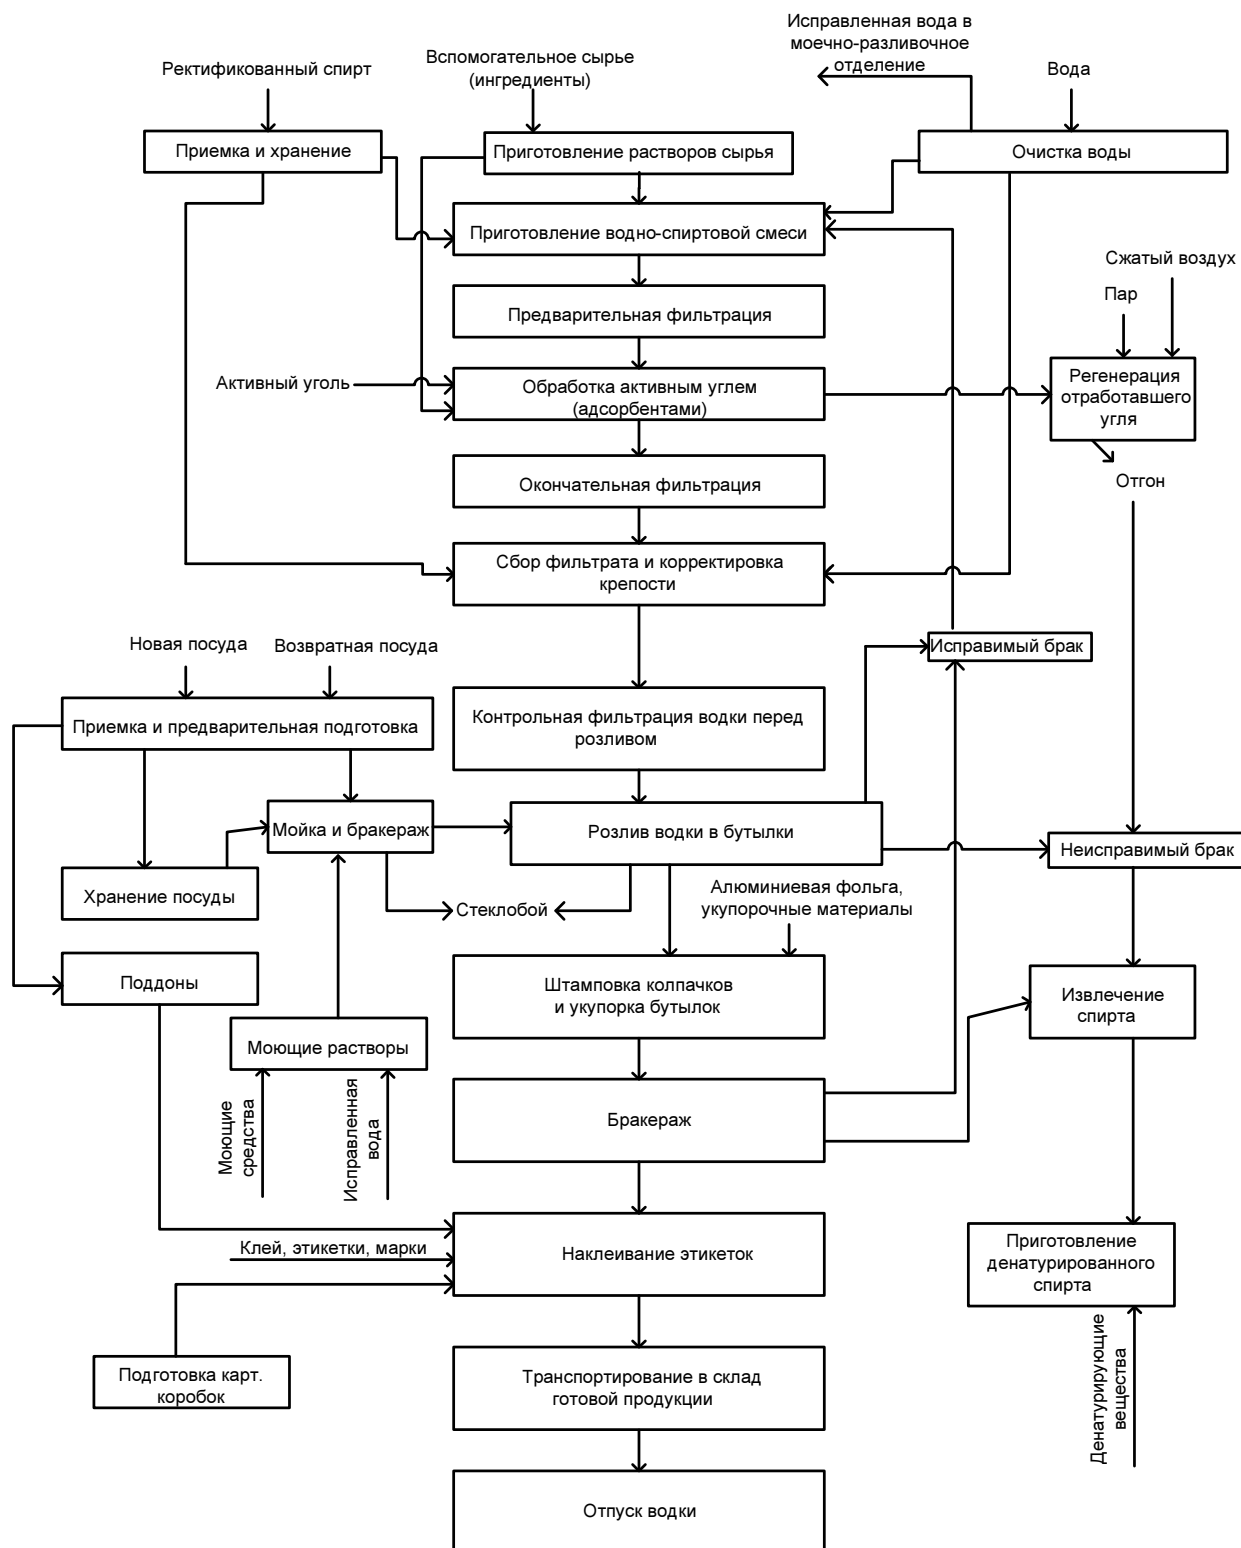 Исправленная вода в
моечно-разливочное
отделение
Вспомогательное сырье
(ингредиенты)
Ректификованный спирт
Вода
Приемка и хранение
Приготовление растворов сырья
Очистка воды
Приготовление водно-спиртовой смеси
Сжатый воздух
Пар
Предварительная фильтрация
Активный уголь
Обработка активным углем
(адсорбентами)
Регенерация
отработавшего
угля
Окончательная фильтрация
Отгон
Сбор фильтрата и корректировка
крепости
Новая посуда
Возвратная посуда
Исправимый брак
Приемка и предварительная подготовка
Контрольная фильтрация водки перед
розливом
Мойка и бракераж
Розлив водки в бутылки
Неисправимый брак
Хранение посуды
Стеклобой
Алюминиевая фольга,
укупорочные материалы
Поддоны
Штамповка колпачков
и укупорка бутылок
Извлечение
спирта
Моющие растворы
Моющие
средства
Исправленная
вода
Бракераж
Клей, этикетки, марки
Наклеивание этикеток
Приготовление
денатурированного
спирта
Подготовка карт.
коробок
Транспортирование в склад
готовой продукции
Денатурирующие
вещества
Отпуск водки